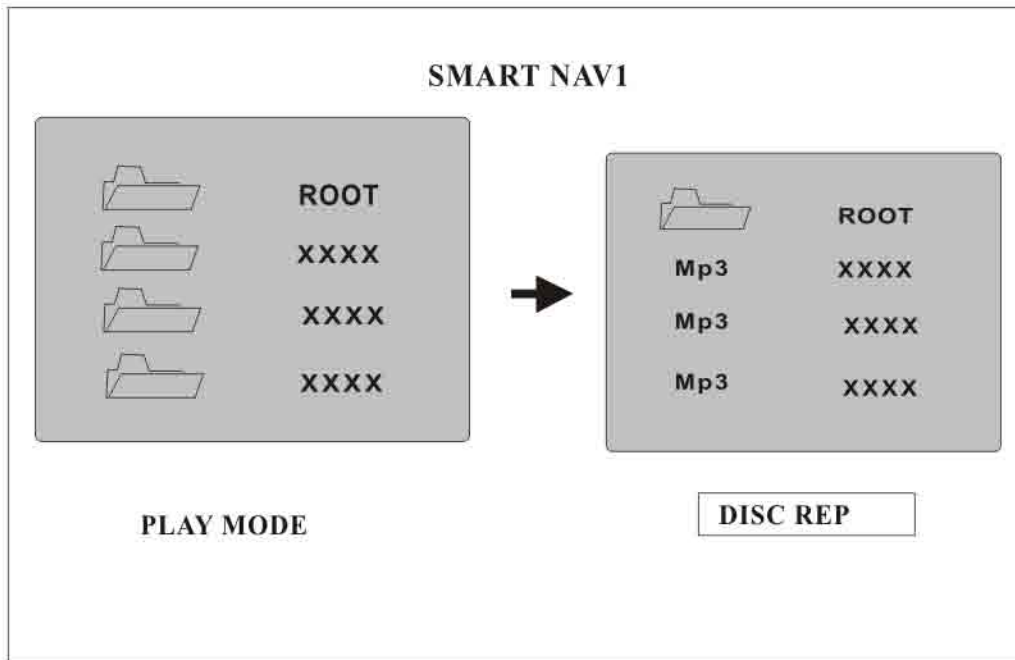 SMART NAV1
ROOT
XXXX
XXXX
XXXX
ROOT
Mp3 XXXX
Mp3 XXXX
Mp3 XXXX
PLAY MODE
DISC REP